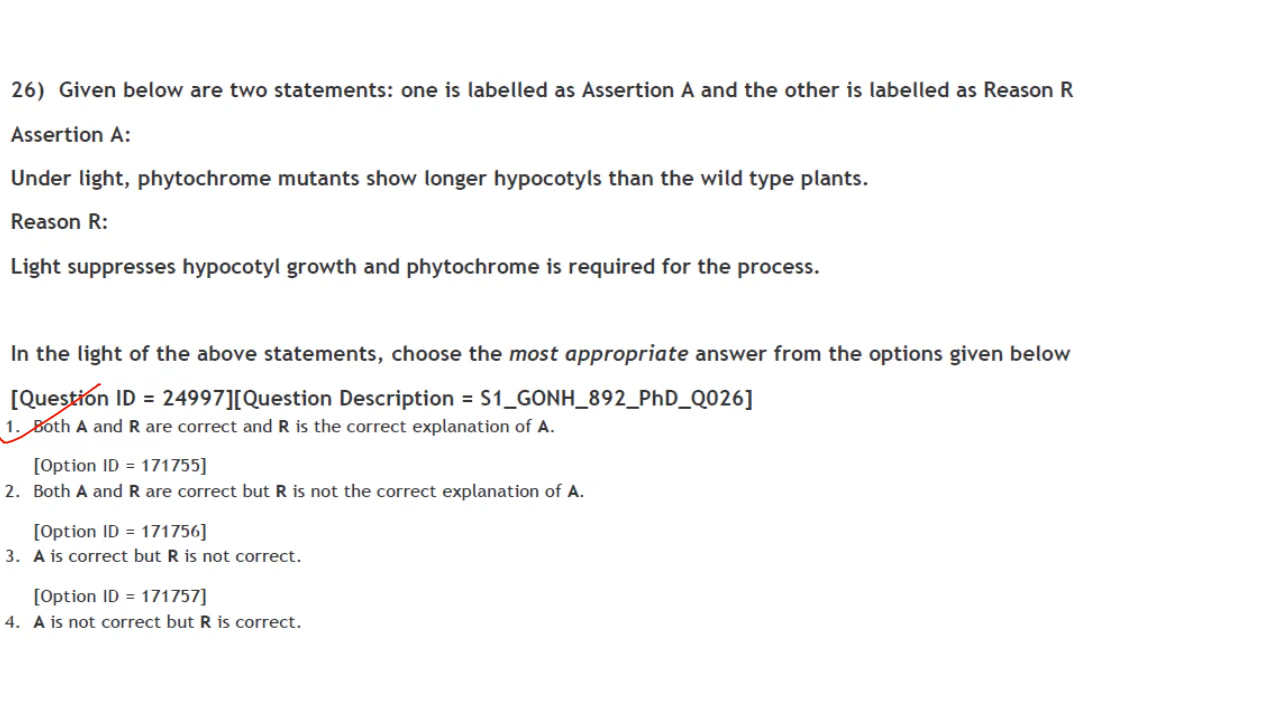 26) Given below are two statements: one is labelled as Assertion A and the other is labelled as Reason R
Assertion A:
Under light, phytochrome mutants show longer hypocotyls than the wild type plants.
Reason R:
Light suppresses hypocotyl growth and phytochrome is required for the process.
In the light of the above statements, choose the most appropriate answer from the options given below
[Question ID = 24997][Question Description = S1_GONH_892_PhD_Q026]
1. Both A and R are correct and R is the correct explanation of A.
[Option ID = 171755]
2. Both A and R are correct but R is not the correct explanation of A.
[Option ID = 171756]
3. A is correct but R is not correct.
[Option ID = 171757]
4. A is not correct but R is correct.